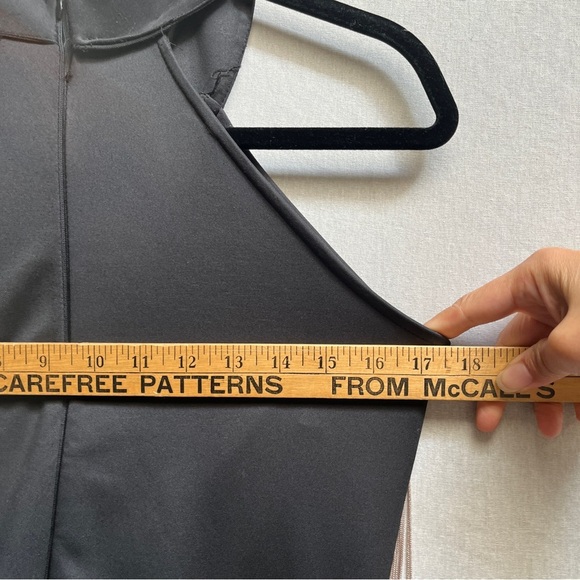 9 10 11 12 13 14 15 16 17 18
CAREFREE PATTERNS FROM McCALL'S